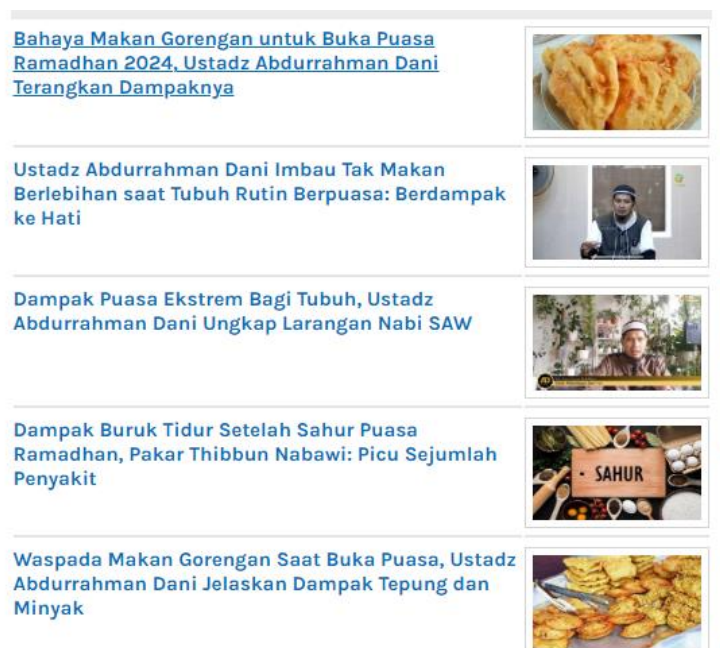 Bahaya Makan Gorengan untuk Buka Puasa
Ramadhan 2024, Ustadz Abdurrahman Dani
Terangkan Dampaknya
Ustadz Abdurrahman Dani Imbau Tak Makan
Berlebihan saat Tubuh Rutin Berpuasa: Berdampak
ke Hati
Dampak Puasa Ekstrem Bagi Tubuh, Ustadz
Abdurrahman Dani Ungkap Larangan Nabi SAW
Dampak Buruk Tidur Setelah Sahur Puasa
Ramadhan, Pakar Thibbun Nabawi: Picu Sejumlah
Penyakit
SAHUR
Waspada Makan Gorengan Saat Buka Puasa, Ustadz
Abdurrahman Dani Jelaskan Dampak Tepung dan
Minyak